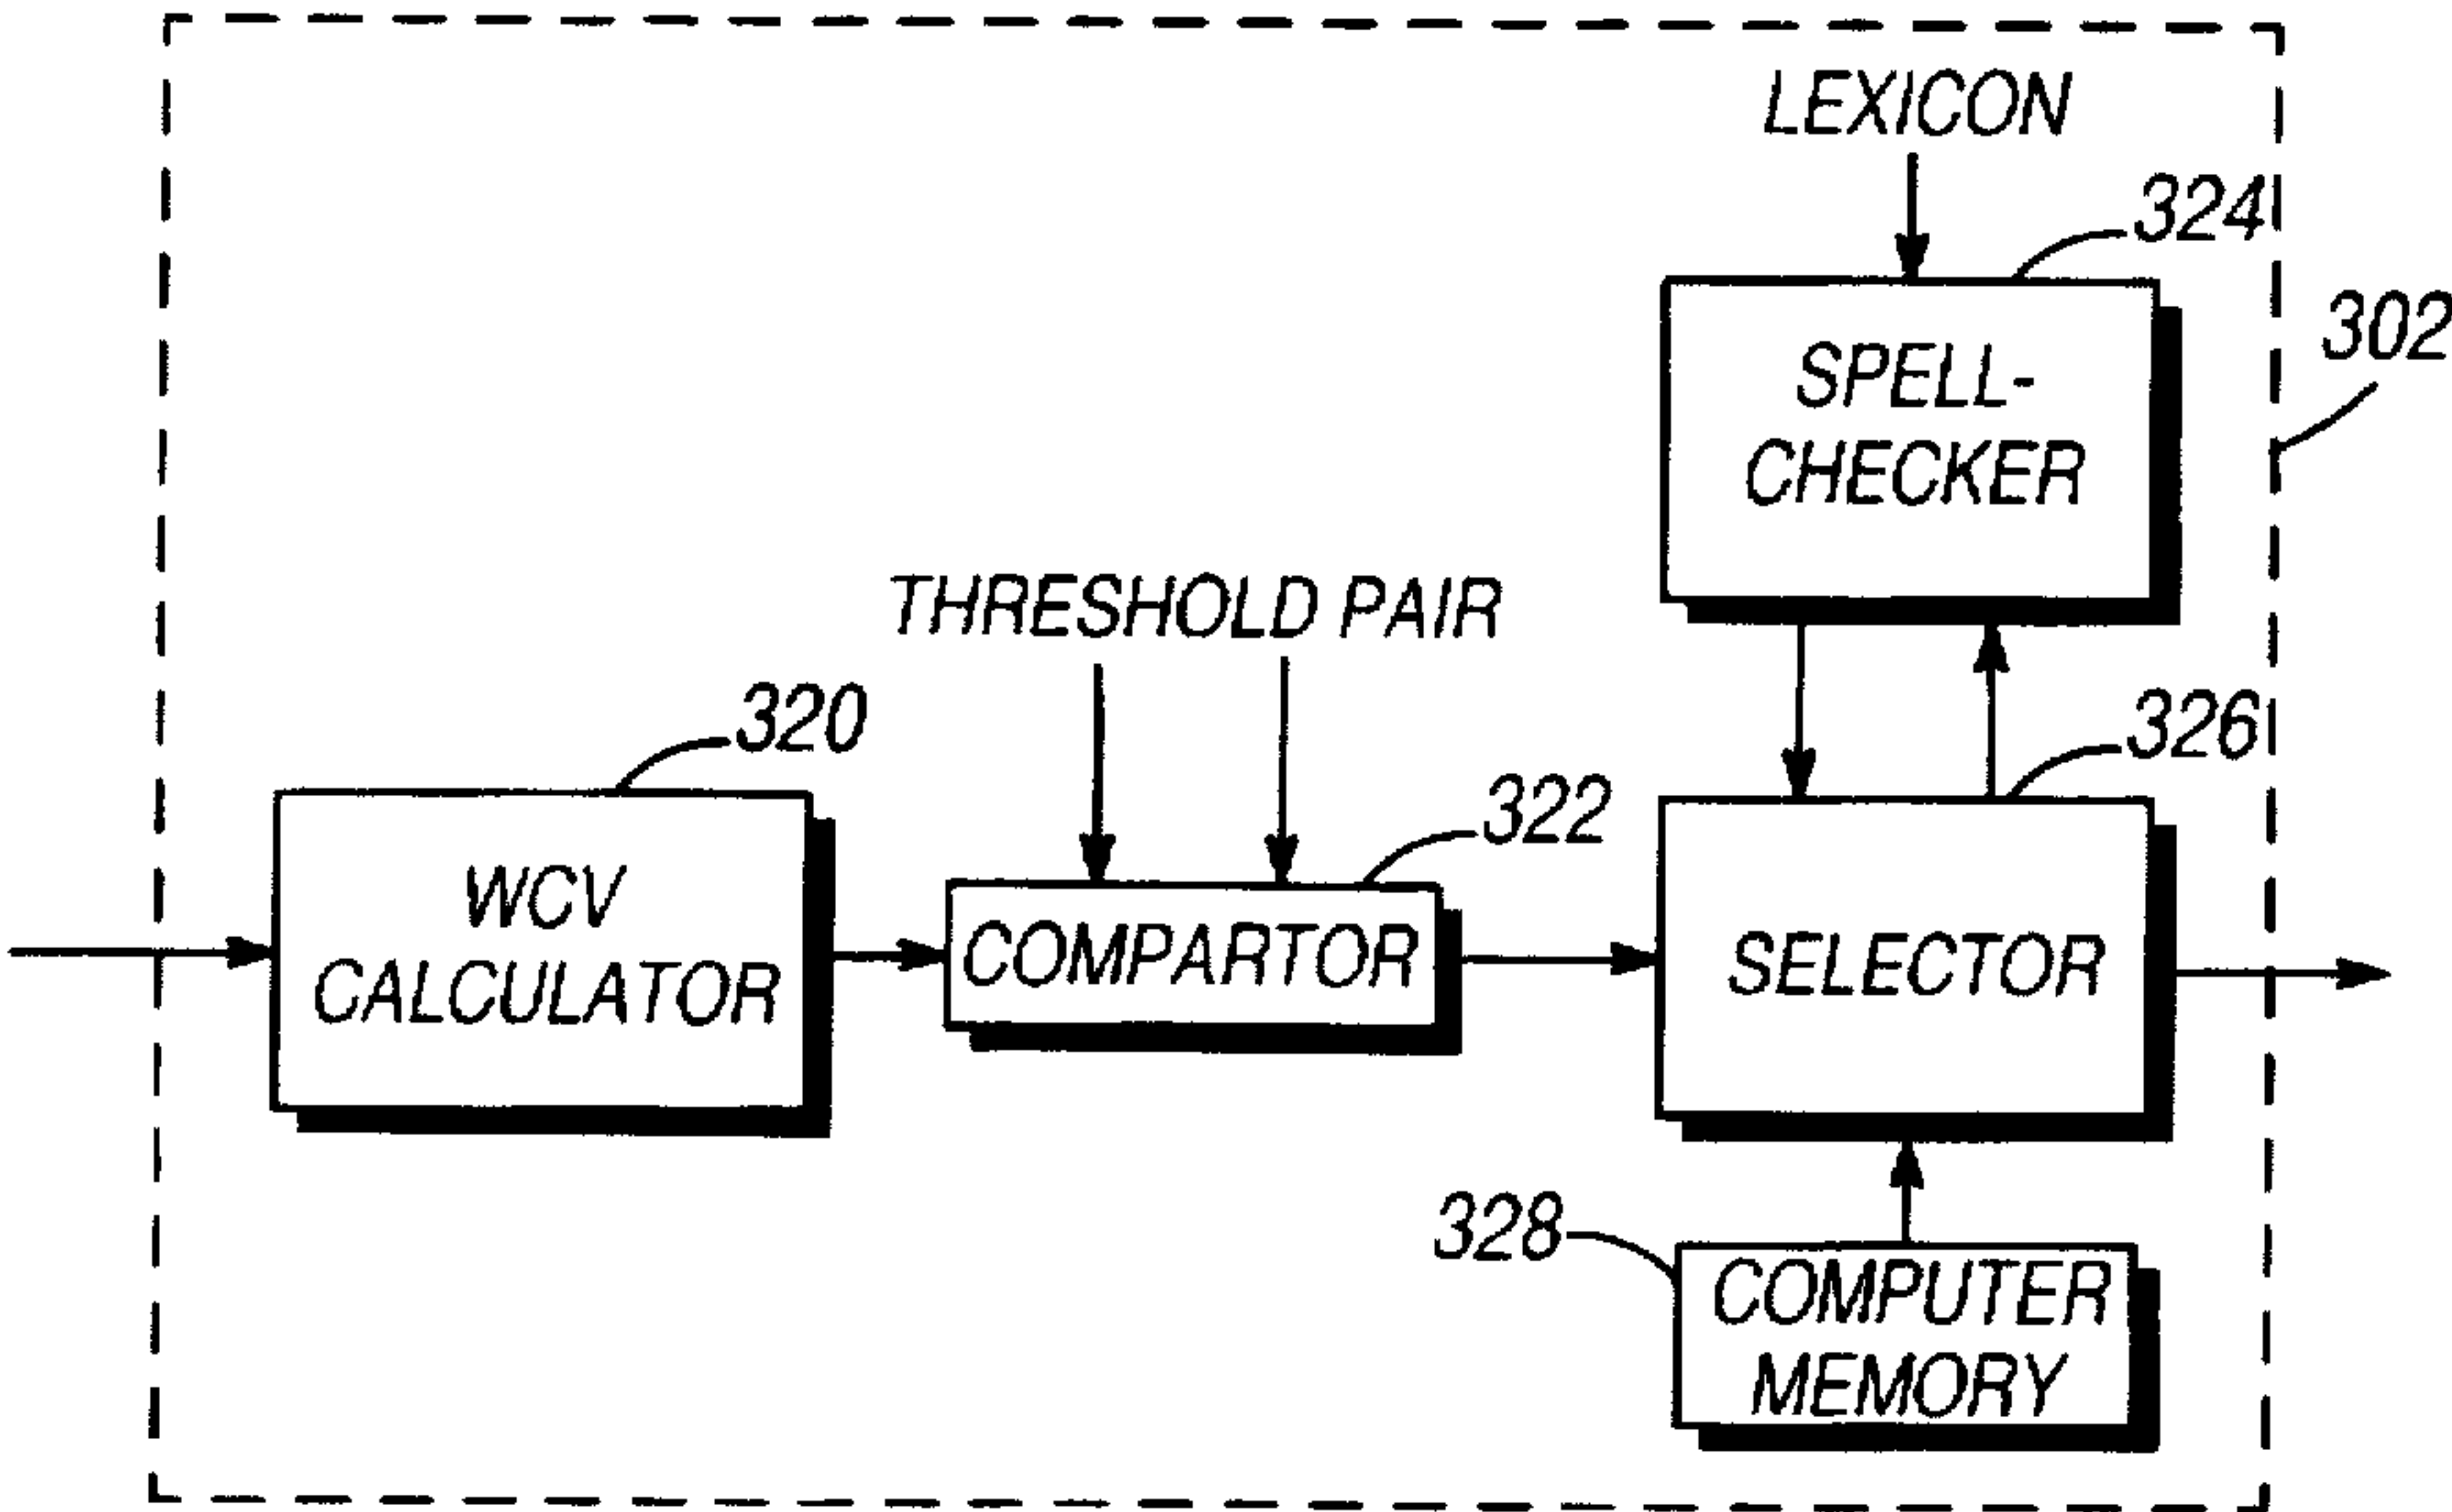 LEXICON
324
302
SPELL-
CHECKER
THRESHOLD PAIR
320
326
322
WCV
CALCULATOR
COMPARTOR
SELECTOR
328
COMPUTER
MEMORY